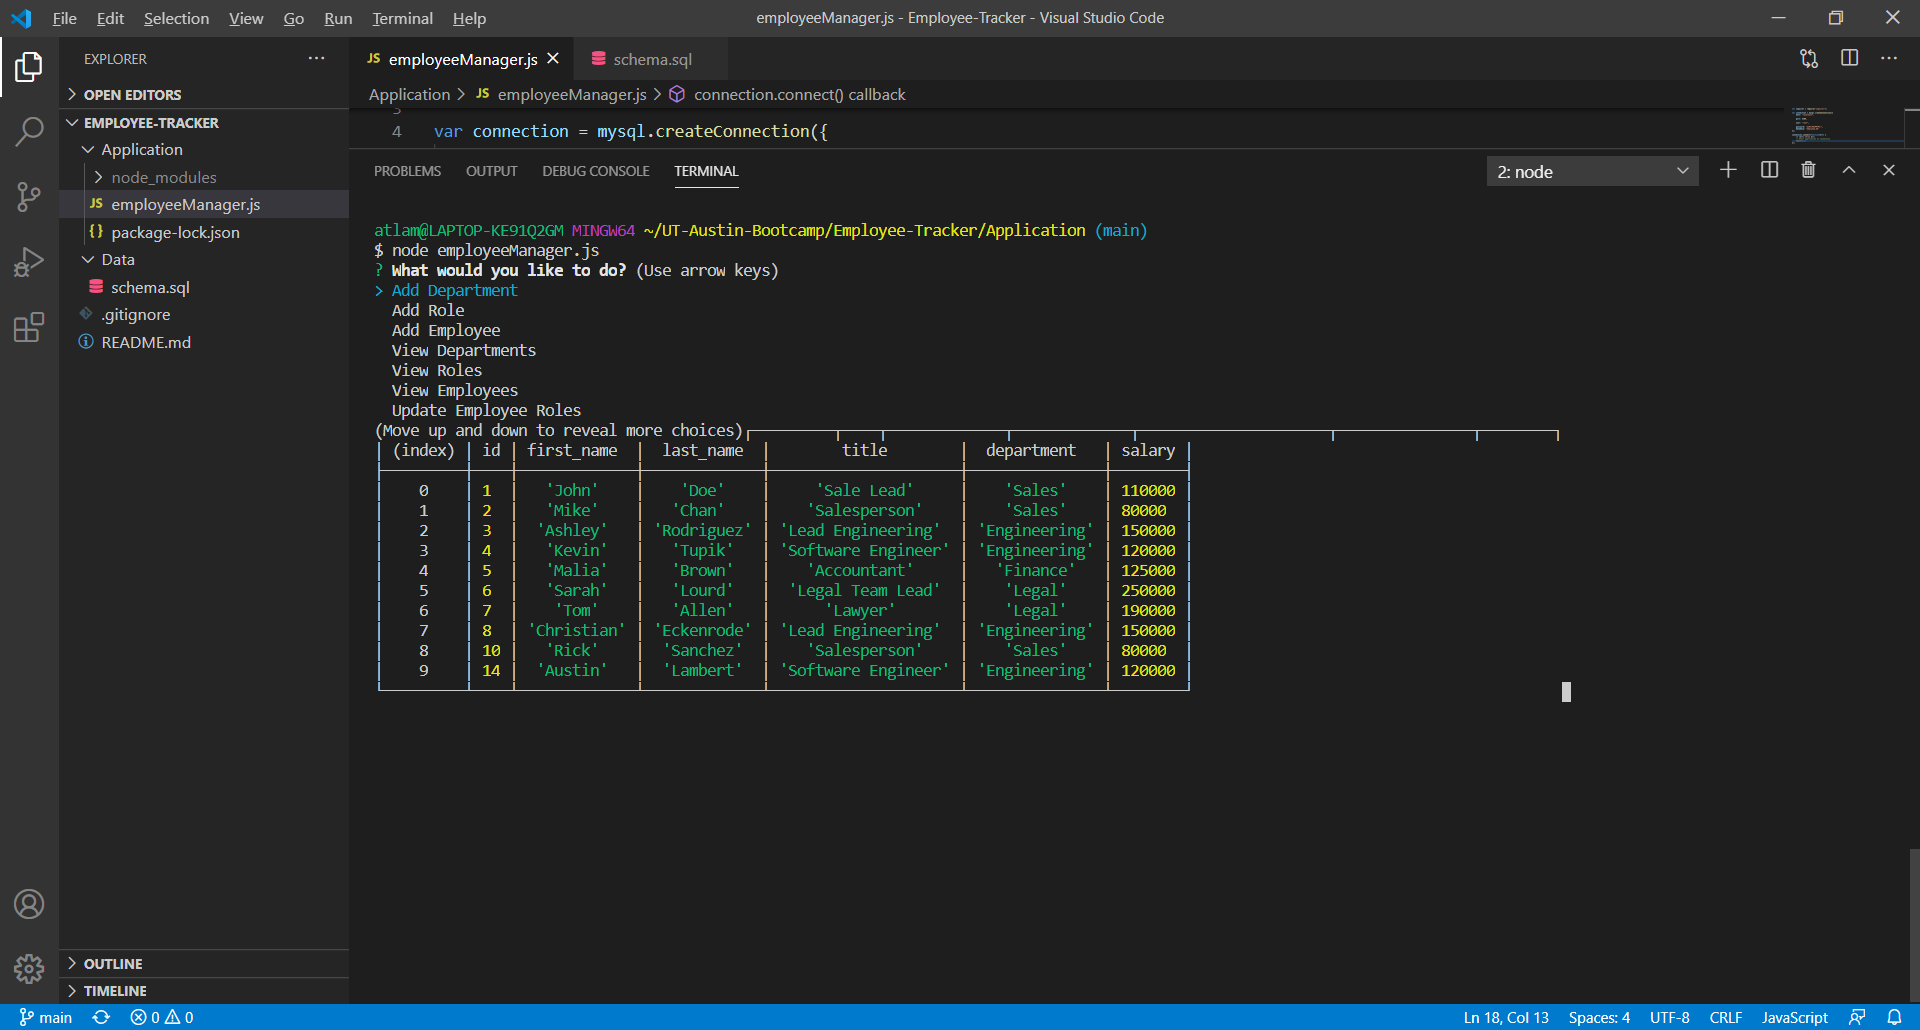 File Edit Selection View Go Run Terminal Help
employeeManager.js - Employee-Tracker - Visual Studio Code
EXPLORER
OPEN EDITORS
EMPLOYEE-TRACKER
Application
node_modules
JS employeeManager.js
{} package-lock.json
Data
schema.sql
.gitignore
README.md
OUTLINE
TIMELINE
JS employeeManager.js
schema.sql
Application > JS employeeManager.js > connection.connect() callback
3
4 var connection = mysql.createConnection({
PROBLEMS OUTPUT DEBUG CONSOLE TERMINAL
2: node
atlam@LAPTOP-KE91Q2GM MINGW64 ~/UT-Austin-Bootcamp/Employee-Tracker/Application (main)
$ node employeeManager.js
? What would you like to do? (Use arrow keys)
> Add Department
Add Role
Add Employee
View Departments
View Roles
View Employees
Update Employee Roles
(Move up and down to reveal more choices)
(index) | id | first_name | last_name | title | department | salary
0 | 1 | 'John' | 'Doe' | 'Sale Lead' | 'Sales' | 110000
1 | 2 | 'Mike' | 'Chan' | 'Salesperson' | 'Sales' | 80000
2 | 3 | 'Ashley' | 'Rodriguez' | 'Lead Engineering' | 'Engineering' | 150000
3 | 4 | 'Kevin' | 'Tupik' | 'Software Engineer' | 'Engineering' | 120000
4 | 5 | 'Malia' | 'Brown' | 'Accountant' | 'Finance' | 125000
5 | 6 | 'Sarah' | 'Lourd' | 'Legal Team Lead' | 'Legal' | 250000
6 | 7 | 'Tom' | 'Allen' | 'Lawyer' | 'Legal' | 190000
7 | 8 | 'Christian' | 'Eckenrode' | 'Lead Engineering' | 'Engineering' | 150000
8 | 10 | 'Rick' | 'Sanchez' | 'Salesperson' | 'Sales' | 80000
9 | 14 | 'Austin' | 'Lambert' | 'Software Engineer' | 'Engineering' | 120000
main 0 0 Ln 18, Col 13 Spaces: 4 UTF-8 CRLF JavaScript